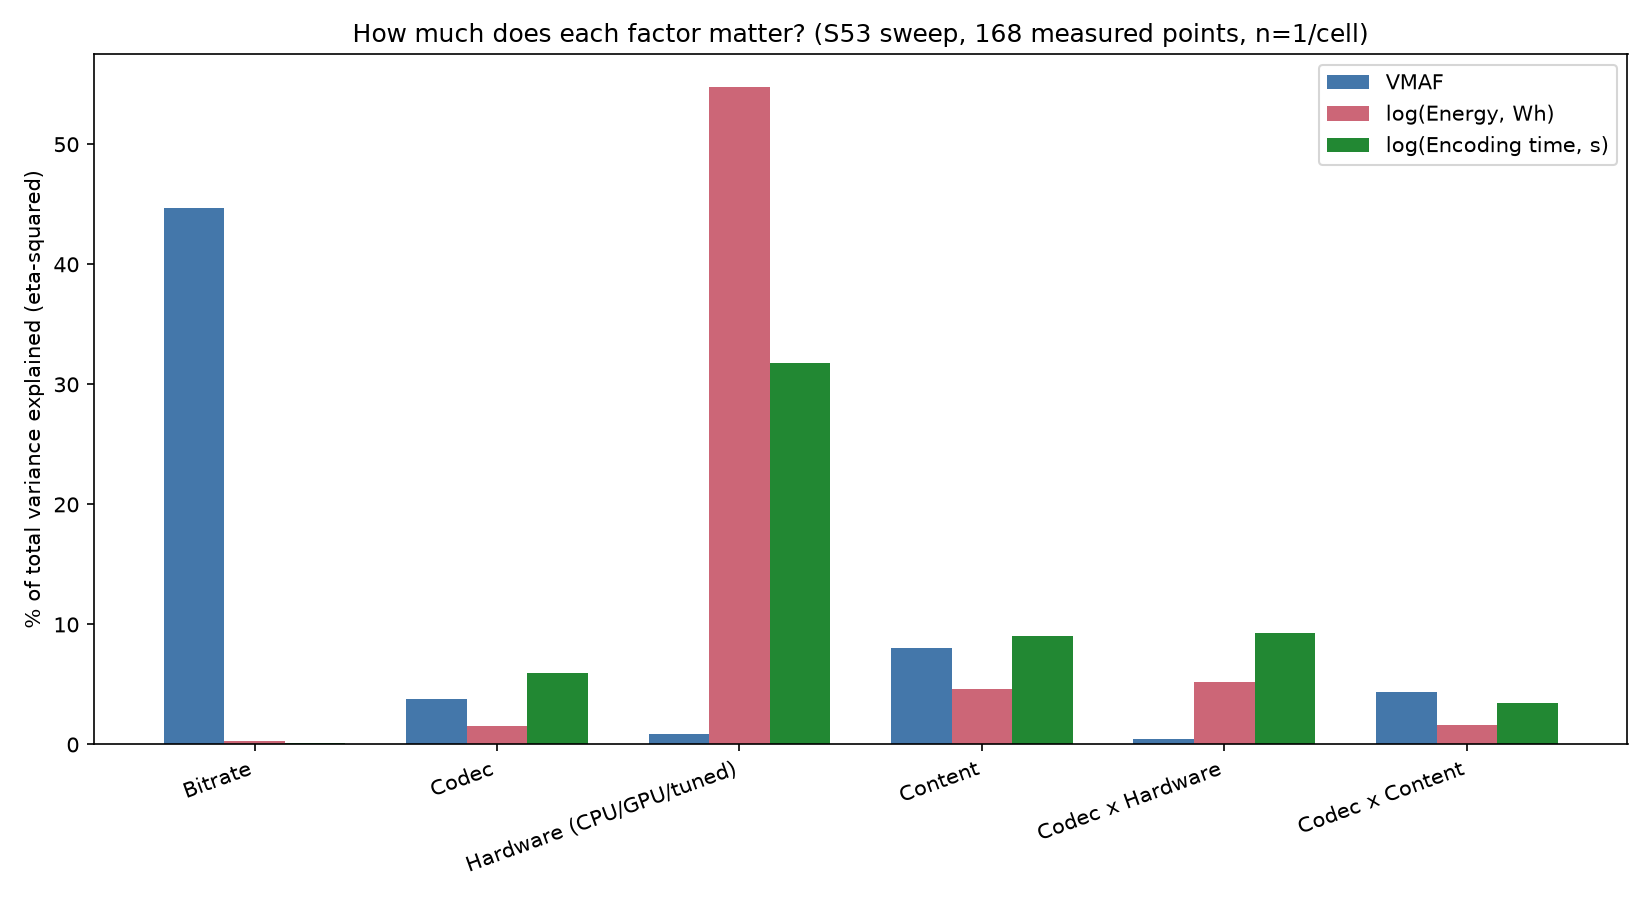 How much does each factor matter? (S53 sweep, 168 measured points, n=1/cell)
VMAF
log(Energy, Wh)
log(Encoding time, s)
% of total variance explained (eta-squared)
50
40
30
20
10
0
Bitrate
Codec
Hardware (CPU/GPU/tuned)
Content
Codec x Hardware
Codec x Content